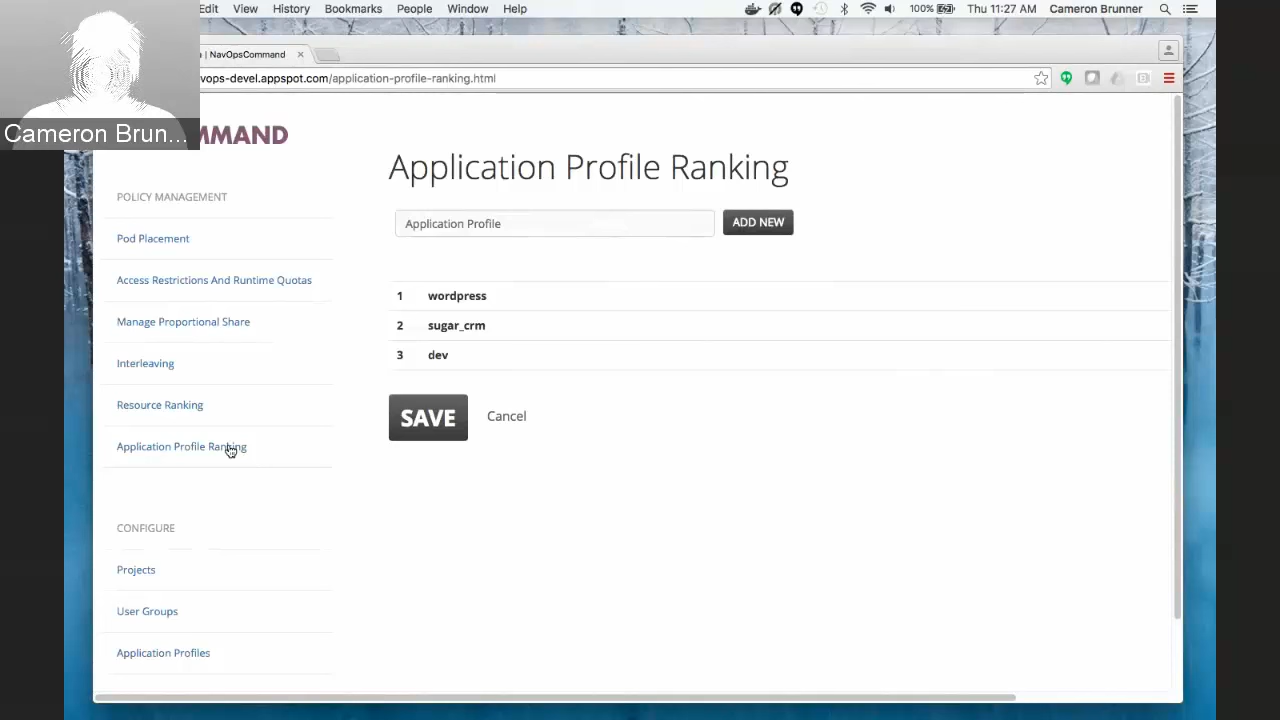 Edit View History Bookmarks People Window Help 100% Thu 11:27 AM Cameron Brunner
| NavOpsCommand
vops-devel.appspot.com/application-profile-ranking.html
Cameron Brun...
MMAND
Application Profile Ranking
Application Profile ADD NEW
1 wordpress
2 sugar_crm
3 dev
SAVE Cancel
POLICY MANAGEMENT
Pod Placement
Access Restrictions And Runtime Quotas
Manage Proportional Share
Interleaving
Resource Ranking
Application Profile Ranking
CONFIGURE
Projects
User Groups
Application Profiles